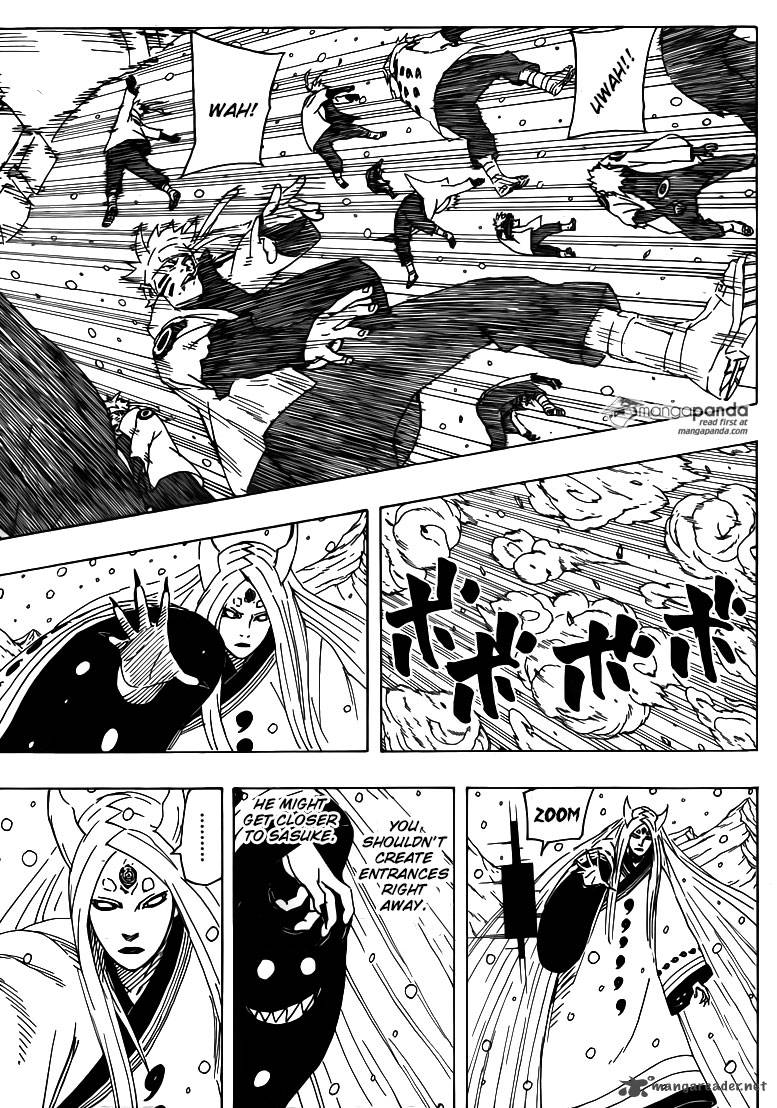 UWAH!!
WAH!
mangapanda
read first at
mangapanda.com
ボボボボ
ZOOM
YOU
SHOULDN'T
CREATE
ENTRANCES
RIGHT
AWAY.
HE MIGHT
GET CLOSER
TO SASUKE.
.........
mangareader.net